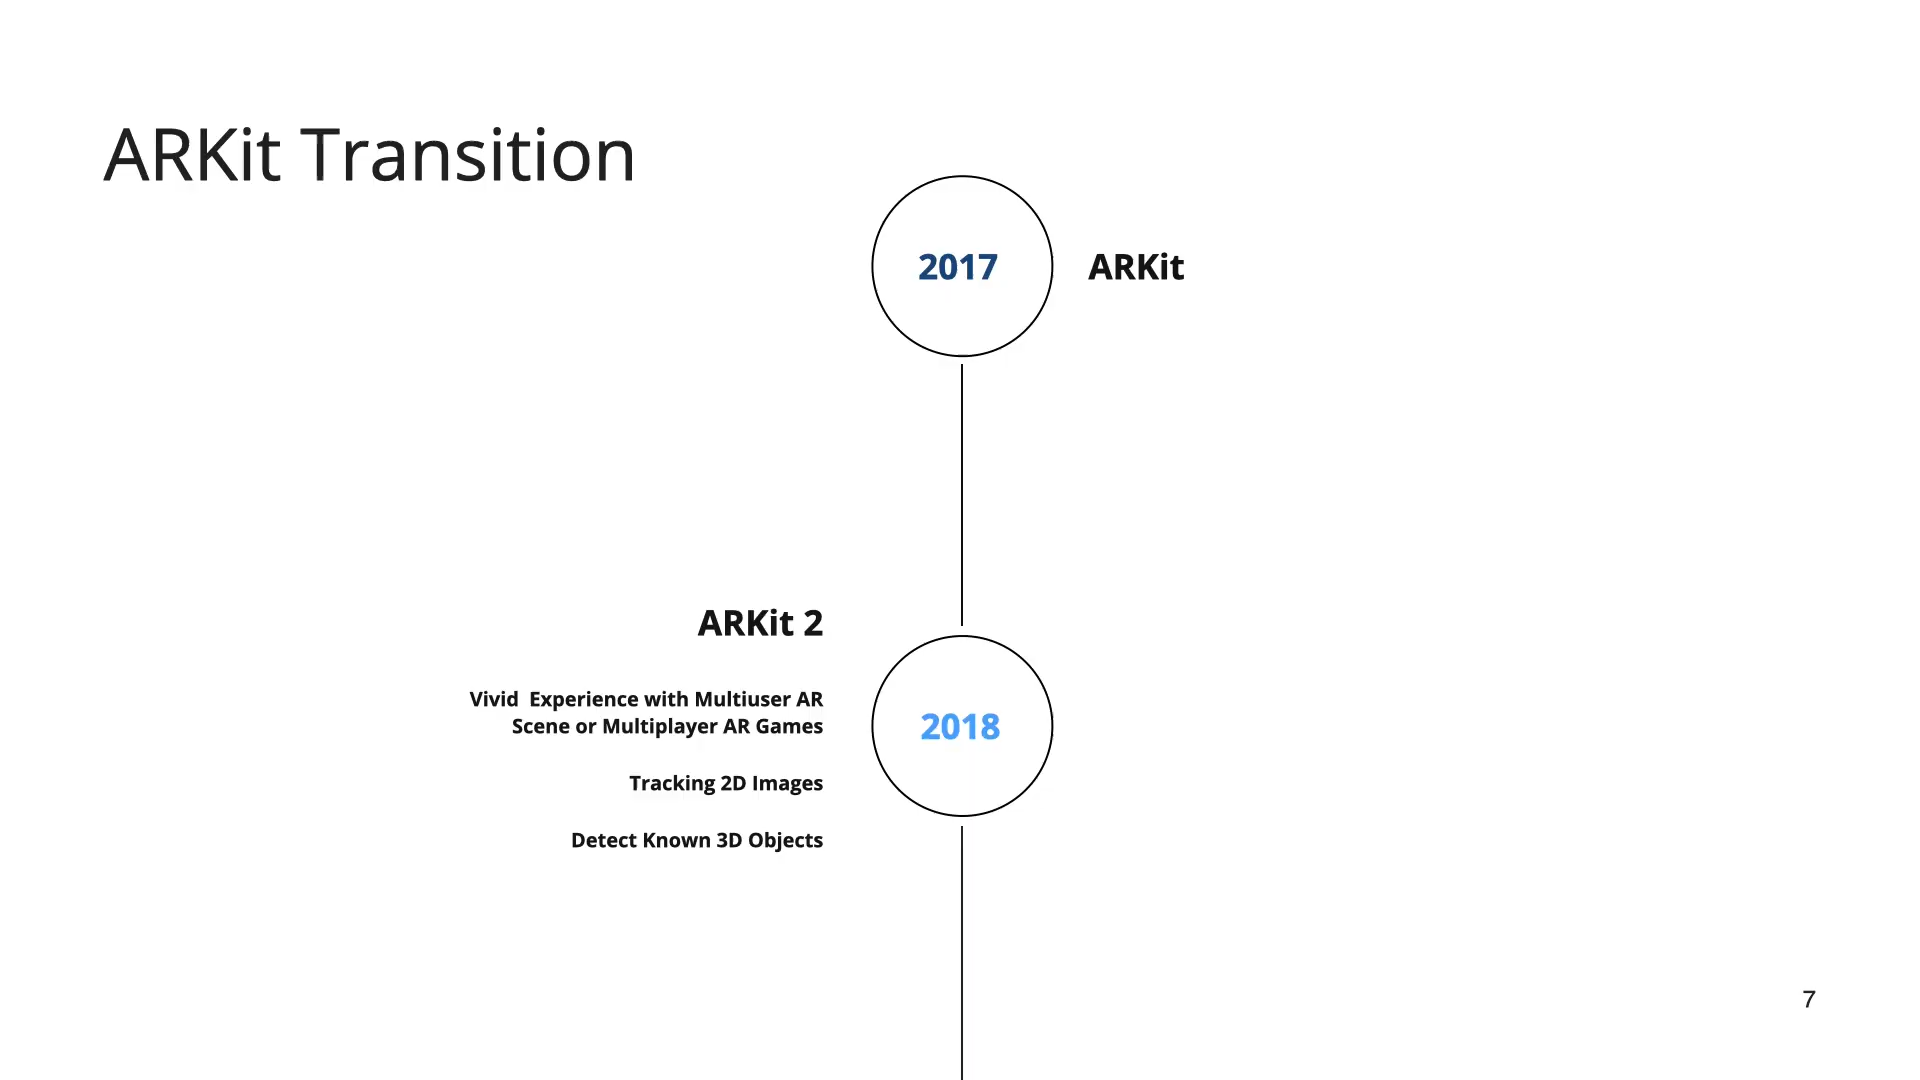 ARKit Transition
2017
ARKit
ARKit 2
Vivid  Experience with Multiuser AR
Scene or Multiplayer AR Games
2018
Tracking 2D Images
Detect Known 3D Objects
7